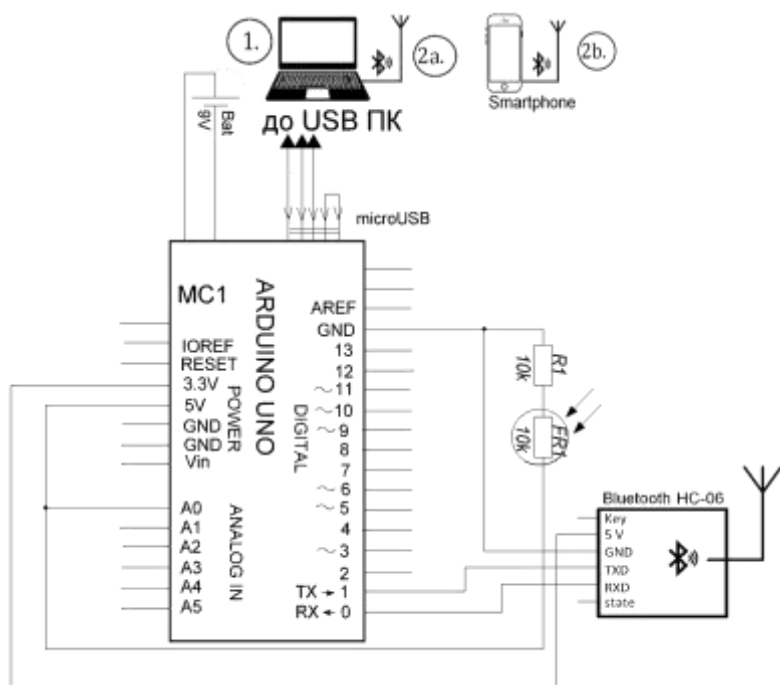 1.
2a.
2b.
Smartphone
до USB ПК
Bat
9V
microUSB
MC1
ARDUINO UNO
IOREF
RESET
3.3V
5V
GND
GND
Vin
POWER
A0
A1
A2
A3
A4
A5
ANALOG IN
AREF
GND
13
12
~ 11
~ 10
~ 9
8
7
~ 6
~ 5
4
~ 3
2
TX → 1
RX ← 0
DIGITAL
R1
10k
FR1
10k
Bluetooth HC-06
Key
5 V
GND
TXD
RXD
state